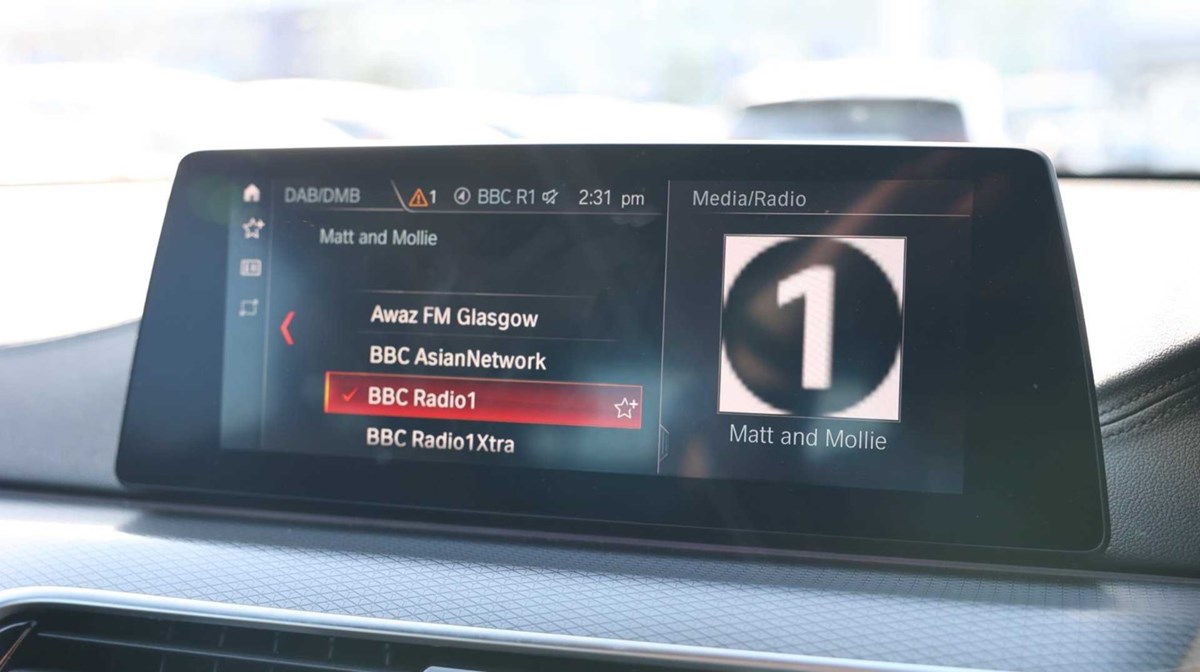 DAB/DMB 1 BBC R1 2:31 pm
Matt and Mollie
Awaz FM Glasgow
BBC AsianNetwork
BBC Radio1
BBC Radio1Xtra
Media/Radio
1
Matt and Mollie